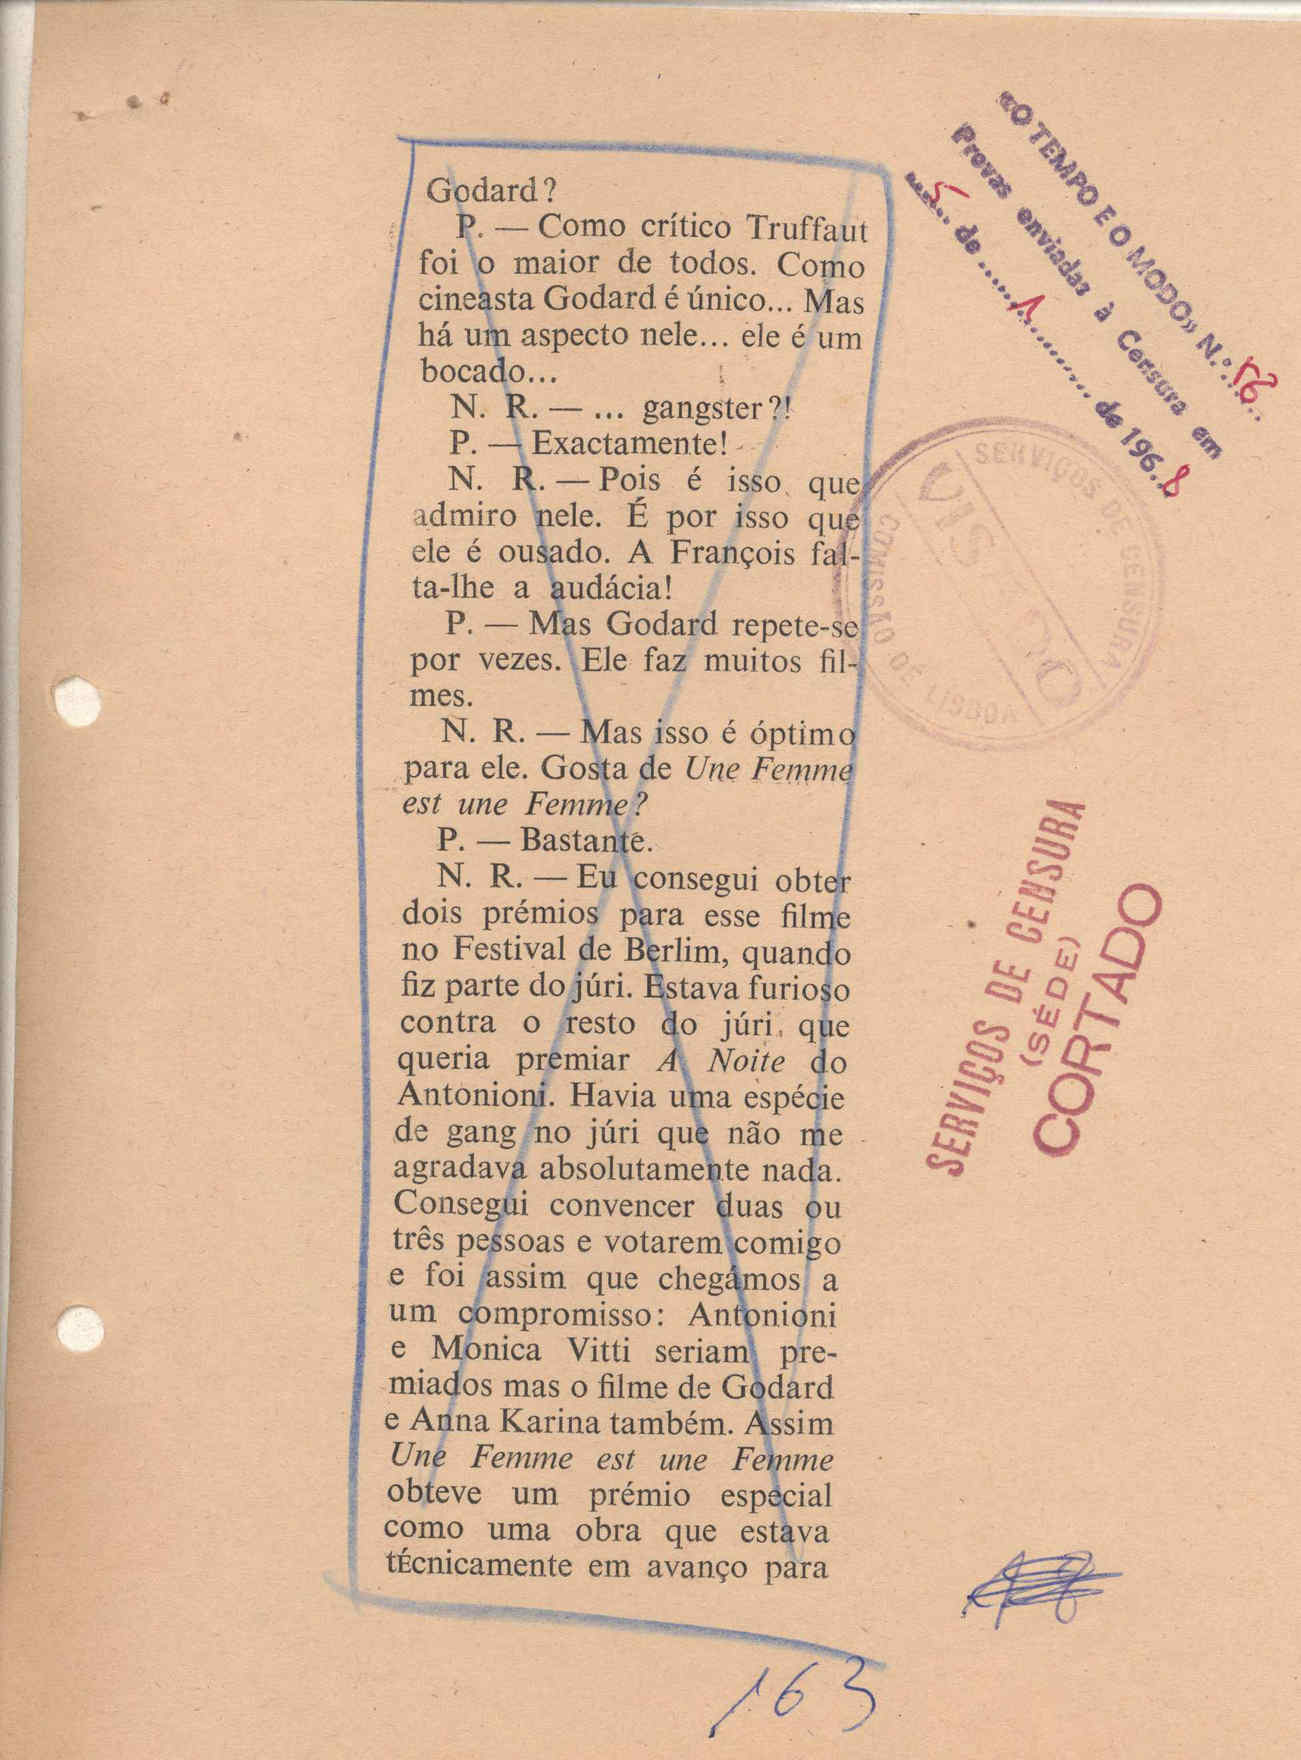 Godard?
P. — Como crítico Truffaut
foi o maior de todos. Como
cineasta Godard é único... Mas
há um aspecto nele... ele é um
bocado...
N. R. — ... gangster?!
P. — Exactamente!
N. R. — Pois é isso que
admiro nele. É por isso que
ele é ousado. A François fal-
ta-lhe a audácia!
P. — Mas Godard repete-se
por vezes. Ele faz muitos fil-
mes.
N. R. — Mas isso é óptimo
para ele. Gosta de Une Femme
est une Femme?
P. — Bastante.
N. R. — Eu consegui obter
dois prémios para esse filme
no Festival de Berlim, quando
fiz parte do júri. Estava furioso
contra o resto do júri que
queria premiar A Noite do
Antonioni. Havia uma espécie
de gang no júri que não me
agradava absolutamente nada.
Consegui convencer duas ou
três pessoas e votarem comigo
e foi assim que chegámos a
um compromisso: Antonioni
e Monica Vitti seriam pre-
miados mas o filme de Godard
e Anna Karina também. Assim
Une Femme est une Femme
obteve um prémio especial
como uma obra que estava
tÉcnicamente em avanço para
«O TEMPO E O MODO» N.º 56
Provas enviadas à Censura em
5 de 1 de 1968
SERVIÇOS DE CENSURA
COMISSÃO DE LISBOA
VISADO
SERVIÇOS DE CENSURA
(SÉDE)
CORTADO
163